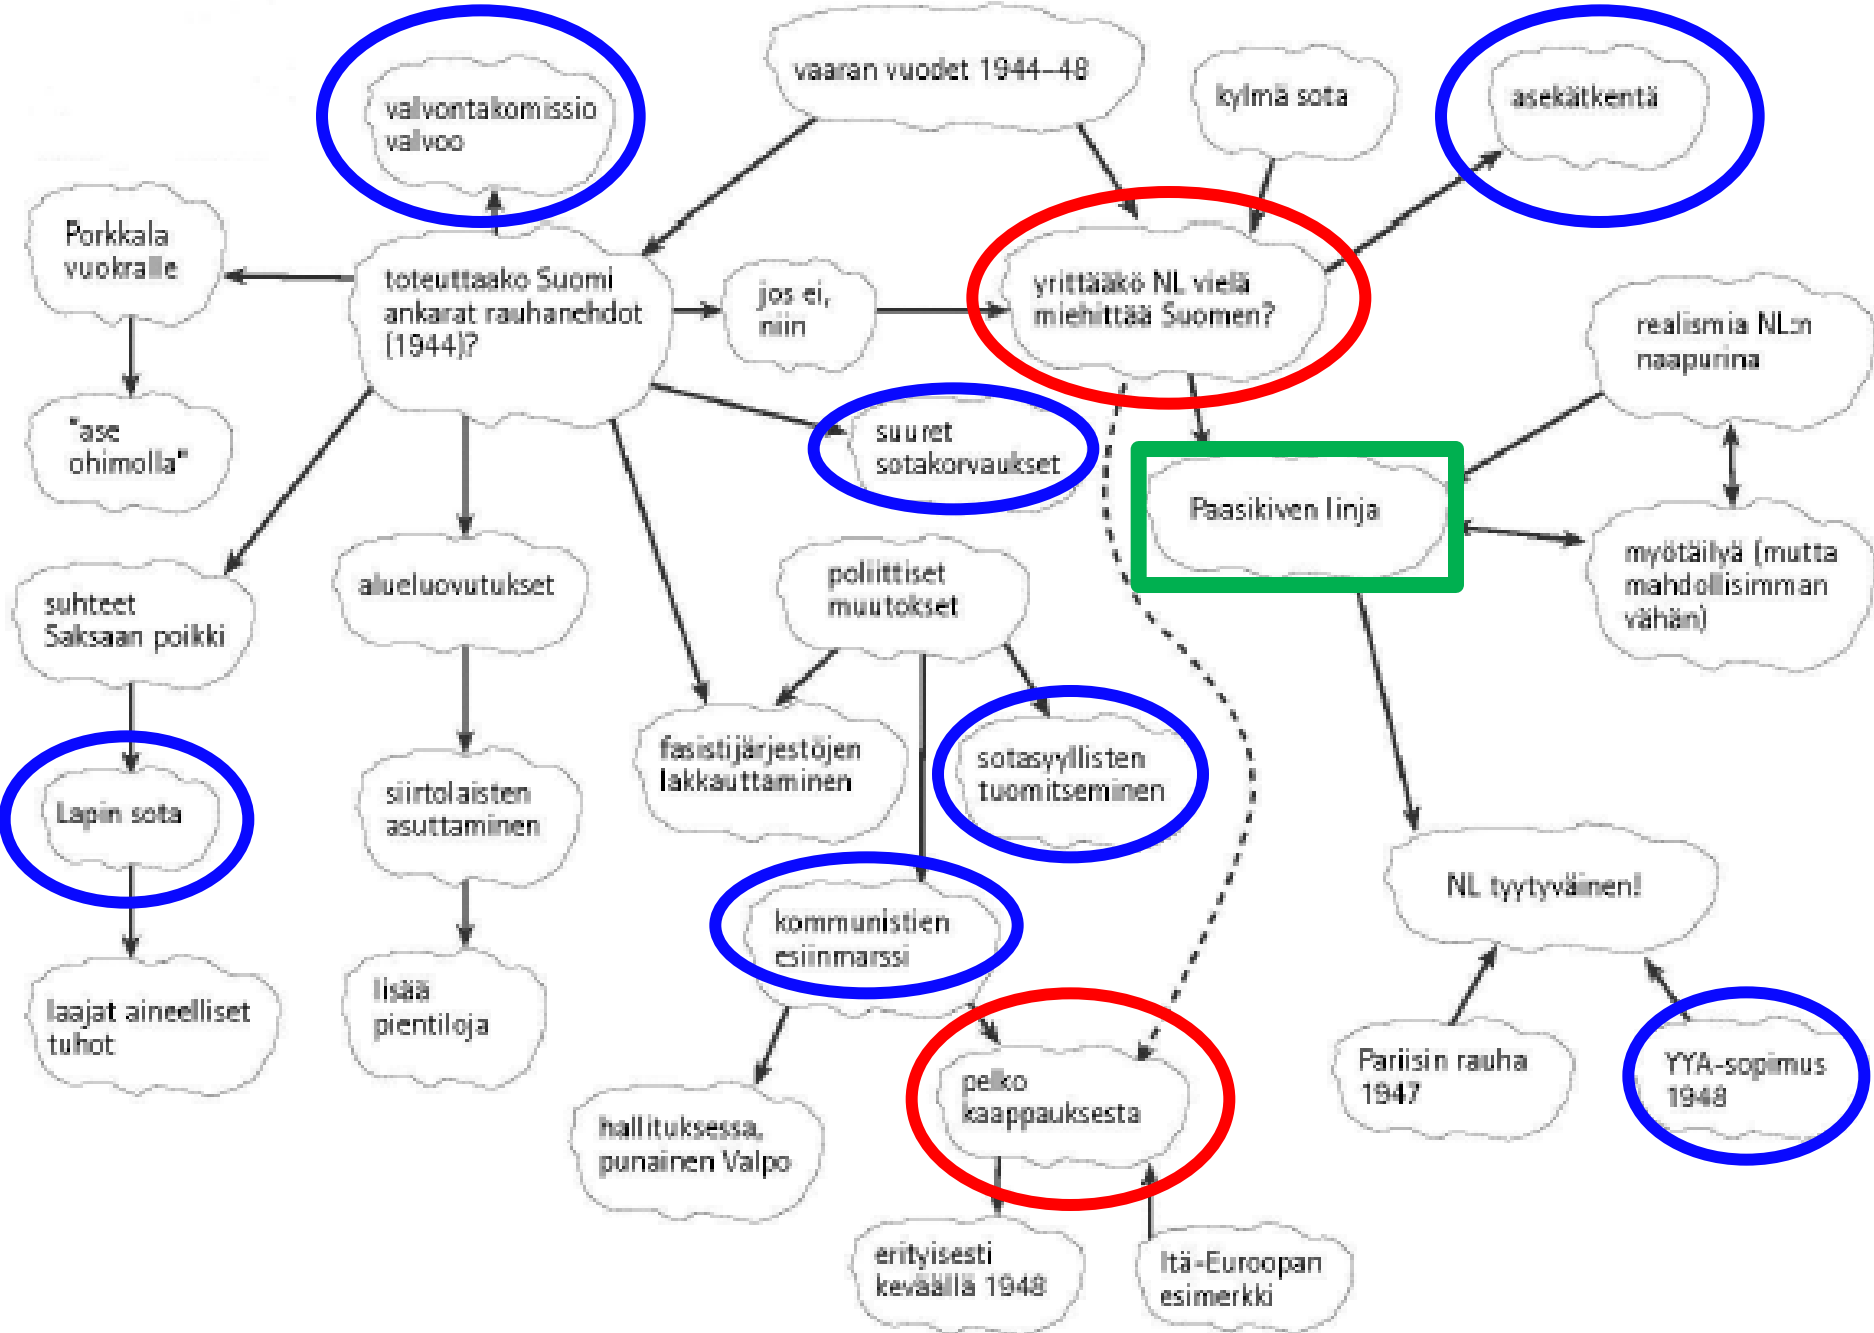 vaaran vuodet 1944–48
kylmä sota
asekätkentä
valvontakomissio
valvoo
Porkkala
vuokralle
toteuttaako Suomi
ankarat rauhanehdot
(1944)?
jos ei,
niin
yrittääkö NL vielä
miehittää Suomen?
realismia NL:n
naapurina
"ase
ohimolla"
suuret
sotakorvaukset
Paasikiven linja
myötäilyä (mutta
mahdollisimman
vähän)
suhteet
Saksaan poikki
alueluovutukset
poliittiset
muutokset
fasistijärjestöjen
lakkauttaminen
sotasyyllisten
tuomitseminen
Lapin sota
siirtolaisten
asuttaminen
NL tyytyväinen!
kommunistien
esiinmarssi
laajat aineelliset
tuhot
lisää
pientiloja
Pariisin rauha
1947
YYA-sopimus
1948
hallituksessa,
punainen Valpo
pelko
kaappauksesta
erityisesti
keväällä 1948
Itä-Euroopan
esimerkki